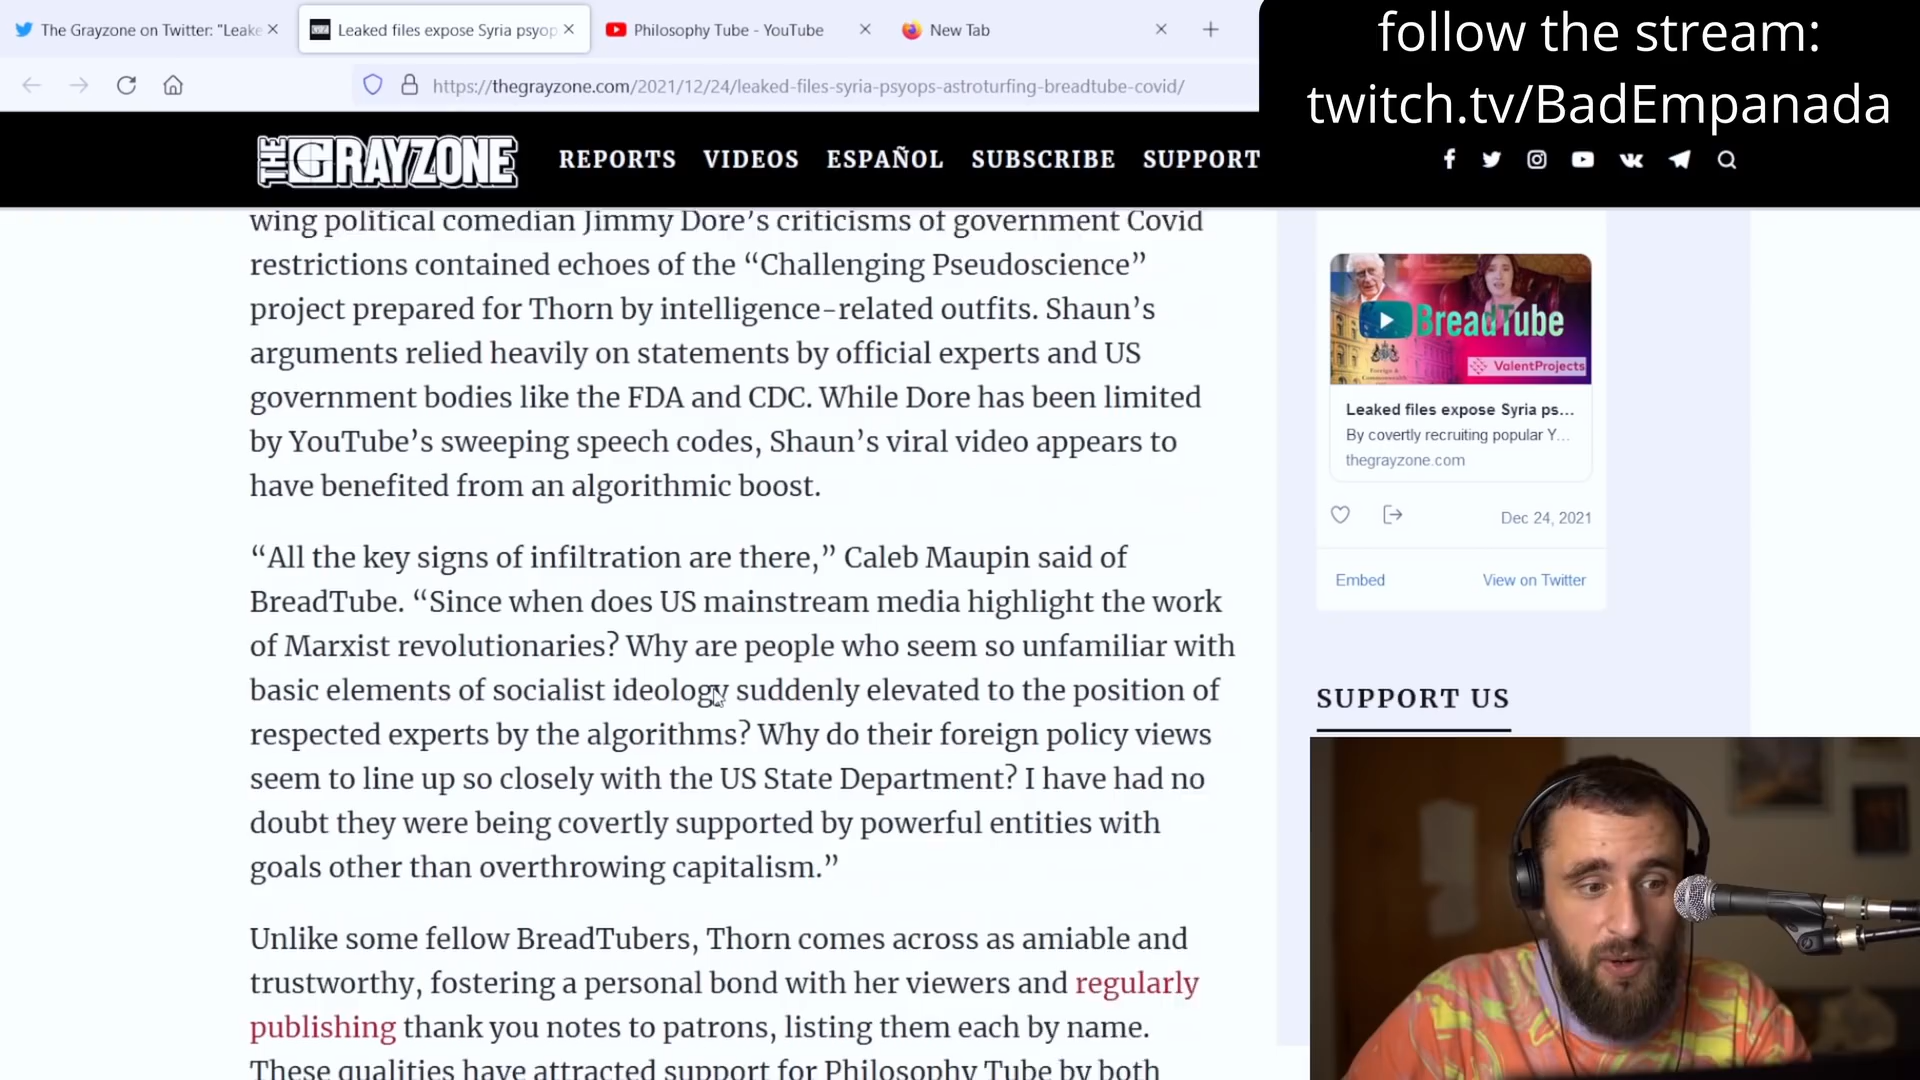 The Grayzone on Twitter: "Leake
Leaked files expose Syria psyop
Philosophy Tube - YouTube
New Tab
follow the stream:
twitch.tv/BadEmpanada
https://thegrayzone.com/2021/12/24/leaked-files-syria-psyops-astroturfing-breadtube-covid/
THE GRAYZONE
REPORTS VIDEOS ESPAÑOL SUBSCRIBE SUPPORT
wing political comedian Jimmy Dore’s criticisms of government Covid
restrictions contained echoes of the “Challenging Pseudoscience”
project prepared for Thorn by intelligence-related outfits. Shaun’s
arguments relied heavily on statements by official experts and US
government bodies like the FDA and CDC. While Dore has been limited
by YouTube’s sweeping speech codes, Shaun’s viral video appears to
have benefited from an algorithmic boost.
“All the key signs of infiltration are there,” Caleb Maupin said of
BreadTube. “Since when does US mainstream media highlight the work
of Marxist revolutionaries? Why are people who seem so unfamiliar with
basic elements of socialist ideology suddenly elevated to the position of
respected experts by the algorithms? Why do their foreign policy views
seem to line up so closely with the US State Department? I have had no
doubt they were being covertly supported by powerful entities with
goals other than overthrowing capitalism.”
Unlike some fellow BreadTubers, Thorn comes across as amiable and
trustworthy, fostering a personal bond with her viewers and regularly
publishing thank you notes to patrons, listing them each by name.
These qualities have attracted support for Philosophy Tube by both
BreadTube
Foreign &
Commonwealth
ValentProjects
Leaked files expose Syria ps...
By covertly recruiting popular Y...
thegrayzone.com
Dec 24, 2021
Embed
View on Twitter
SUPPORT US